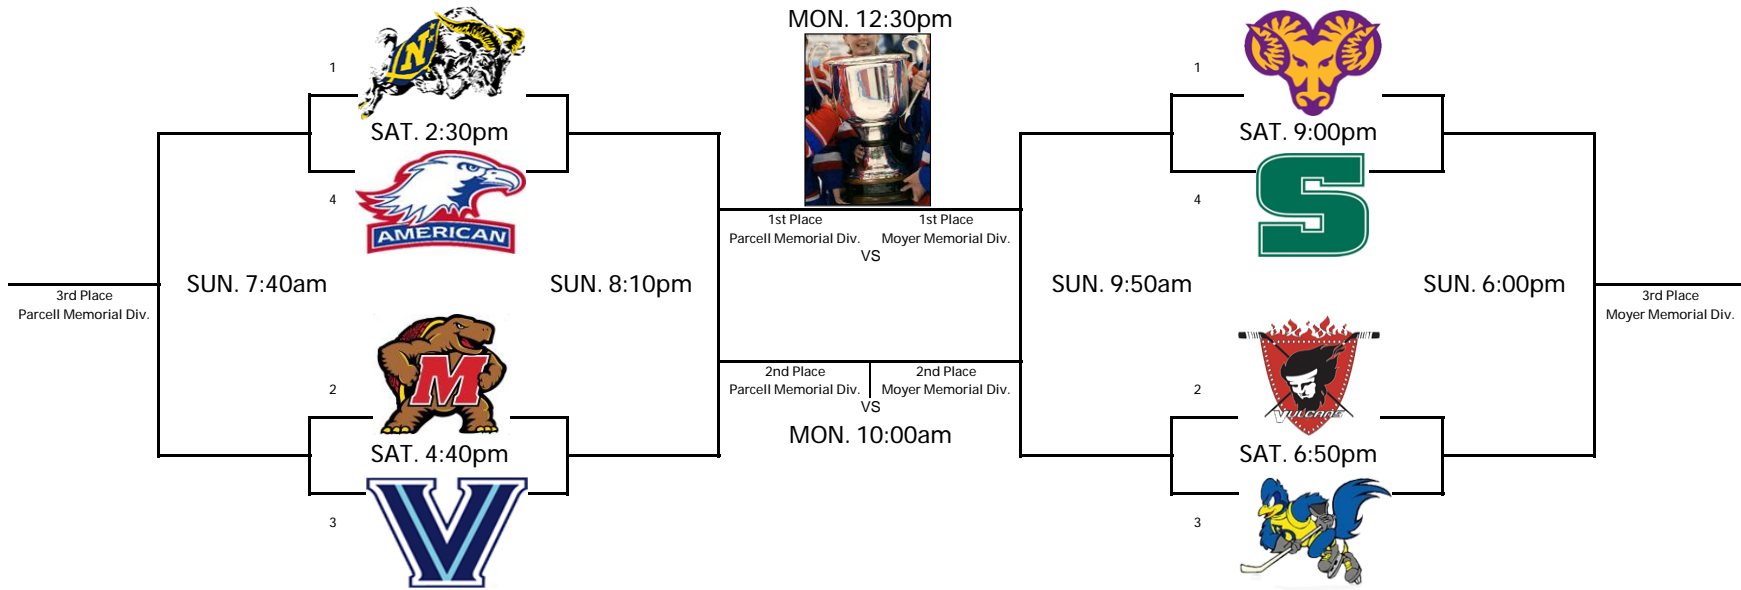 MON. 12:30pm
1
N
SAT. 2:30pm
4
AMERICAN
SUN. 7:40am
SUN. 8:10pm
3rd Place
Parcell Memorial Div.
2
M
SAT. 4:40pm
3
V
1st Place
Parcell Memorial Div.
1st Place
Moyer Memorial Div.
VS
2nd Place
Parcell Memorial Div.
2nd Place
Moyer Memorial Div.
VS
MON. 10:00am
1
SAT. 9:00pm
4
S
SUN. 9:50am
SUN. 6:00pm
3rd Place
Moyer Memorial Div.
2
VULCANS
SAT. 6:50pm
3